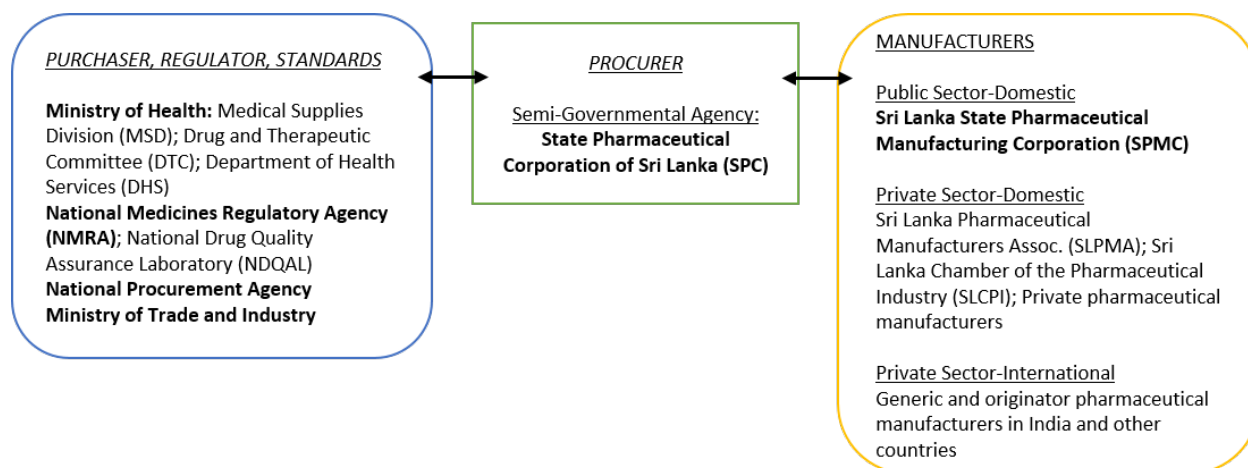 PURCHASER, REGULATOR, STANDARDS
Ministry of Health: Medical Supplies
Division (MSD); Drug and Therapeutic
Committee (DTC); Department of Health
Services (DHS)
National Medicines Regulatory Agency
(NMRA); National Drug Quality
Assurance Laboratory (NDQAL)
National Procurement Agency
Ministry of Trade and Industry
PROCURER
Semi-Governmental Agency:
State Pharmaceutical
Corporation of Sri Lanka (SPC)
MANUFACTURERS
Public Sector-Domestic
Sri Lanka State Pharmaceutical
Manufacturing Corporation (SPMC)
Private Sector-Domestic
Sri Lanka Pharmaceutical
Manufacturers Assoc. (SLPMA); Sri
Lanka Chamber of the Pharmaceutical
Industry (SLCPI); Private pharmaceutical
manufacturers
Private Sector-International
Generic and originator pharmaceutical
manufacturers in India and other
countries